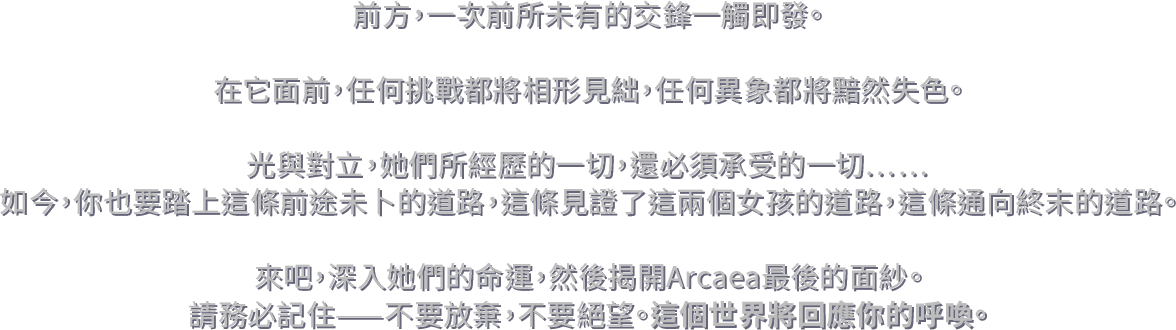 前方，一次前所未有的交鋒一觸即發。
在它面前，任何挑戰都將相形見絀，任何異象都將黯然失色。
光與對立，她們所經歷的一切，還必須承受的一切……
如今，你也要踏上這條前途未卜的道路，這條見證了這兩個女孩的道路，這條通向終末的道路。
來吧，深入她們的命運，然後揭開Arcaea最後的面紗。
請務必記住——不要放棄，不要絕望。這個世界將回應你的呼喚。